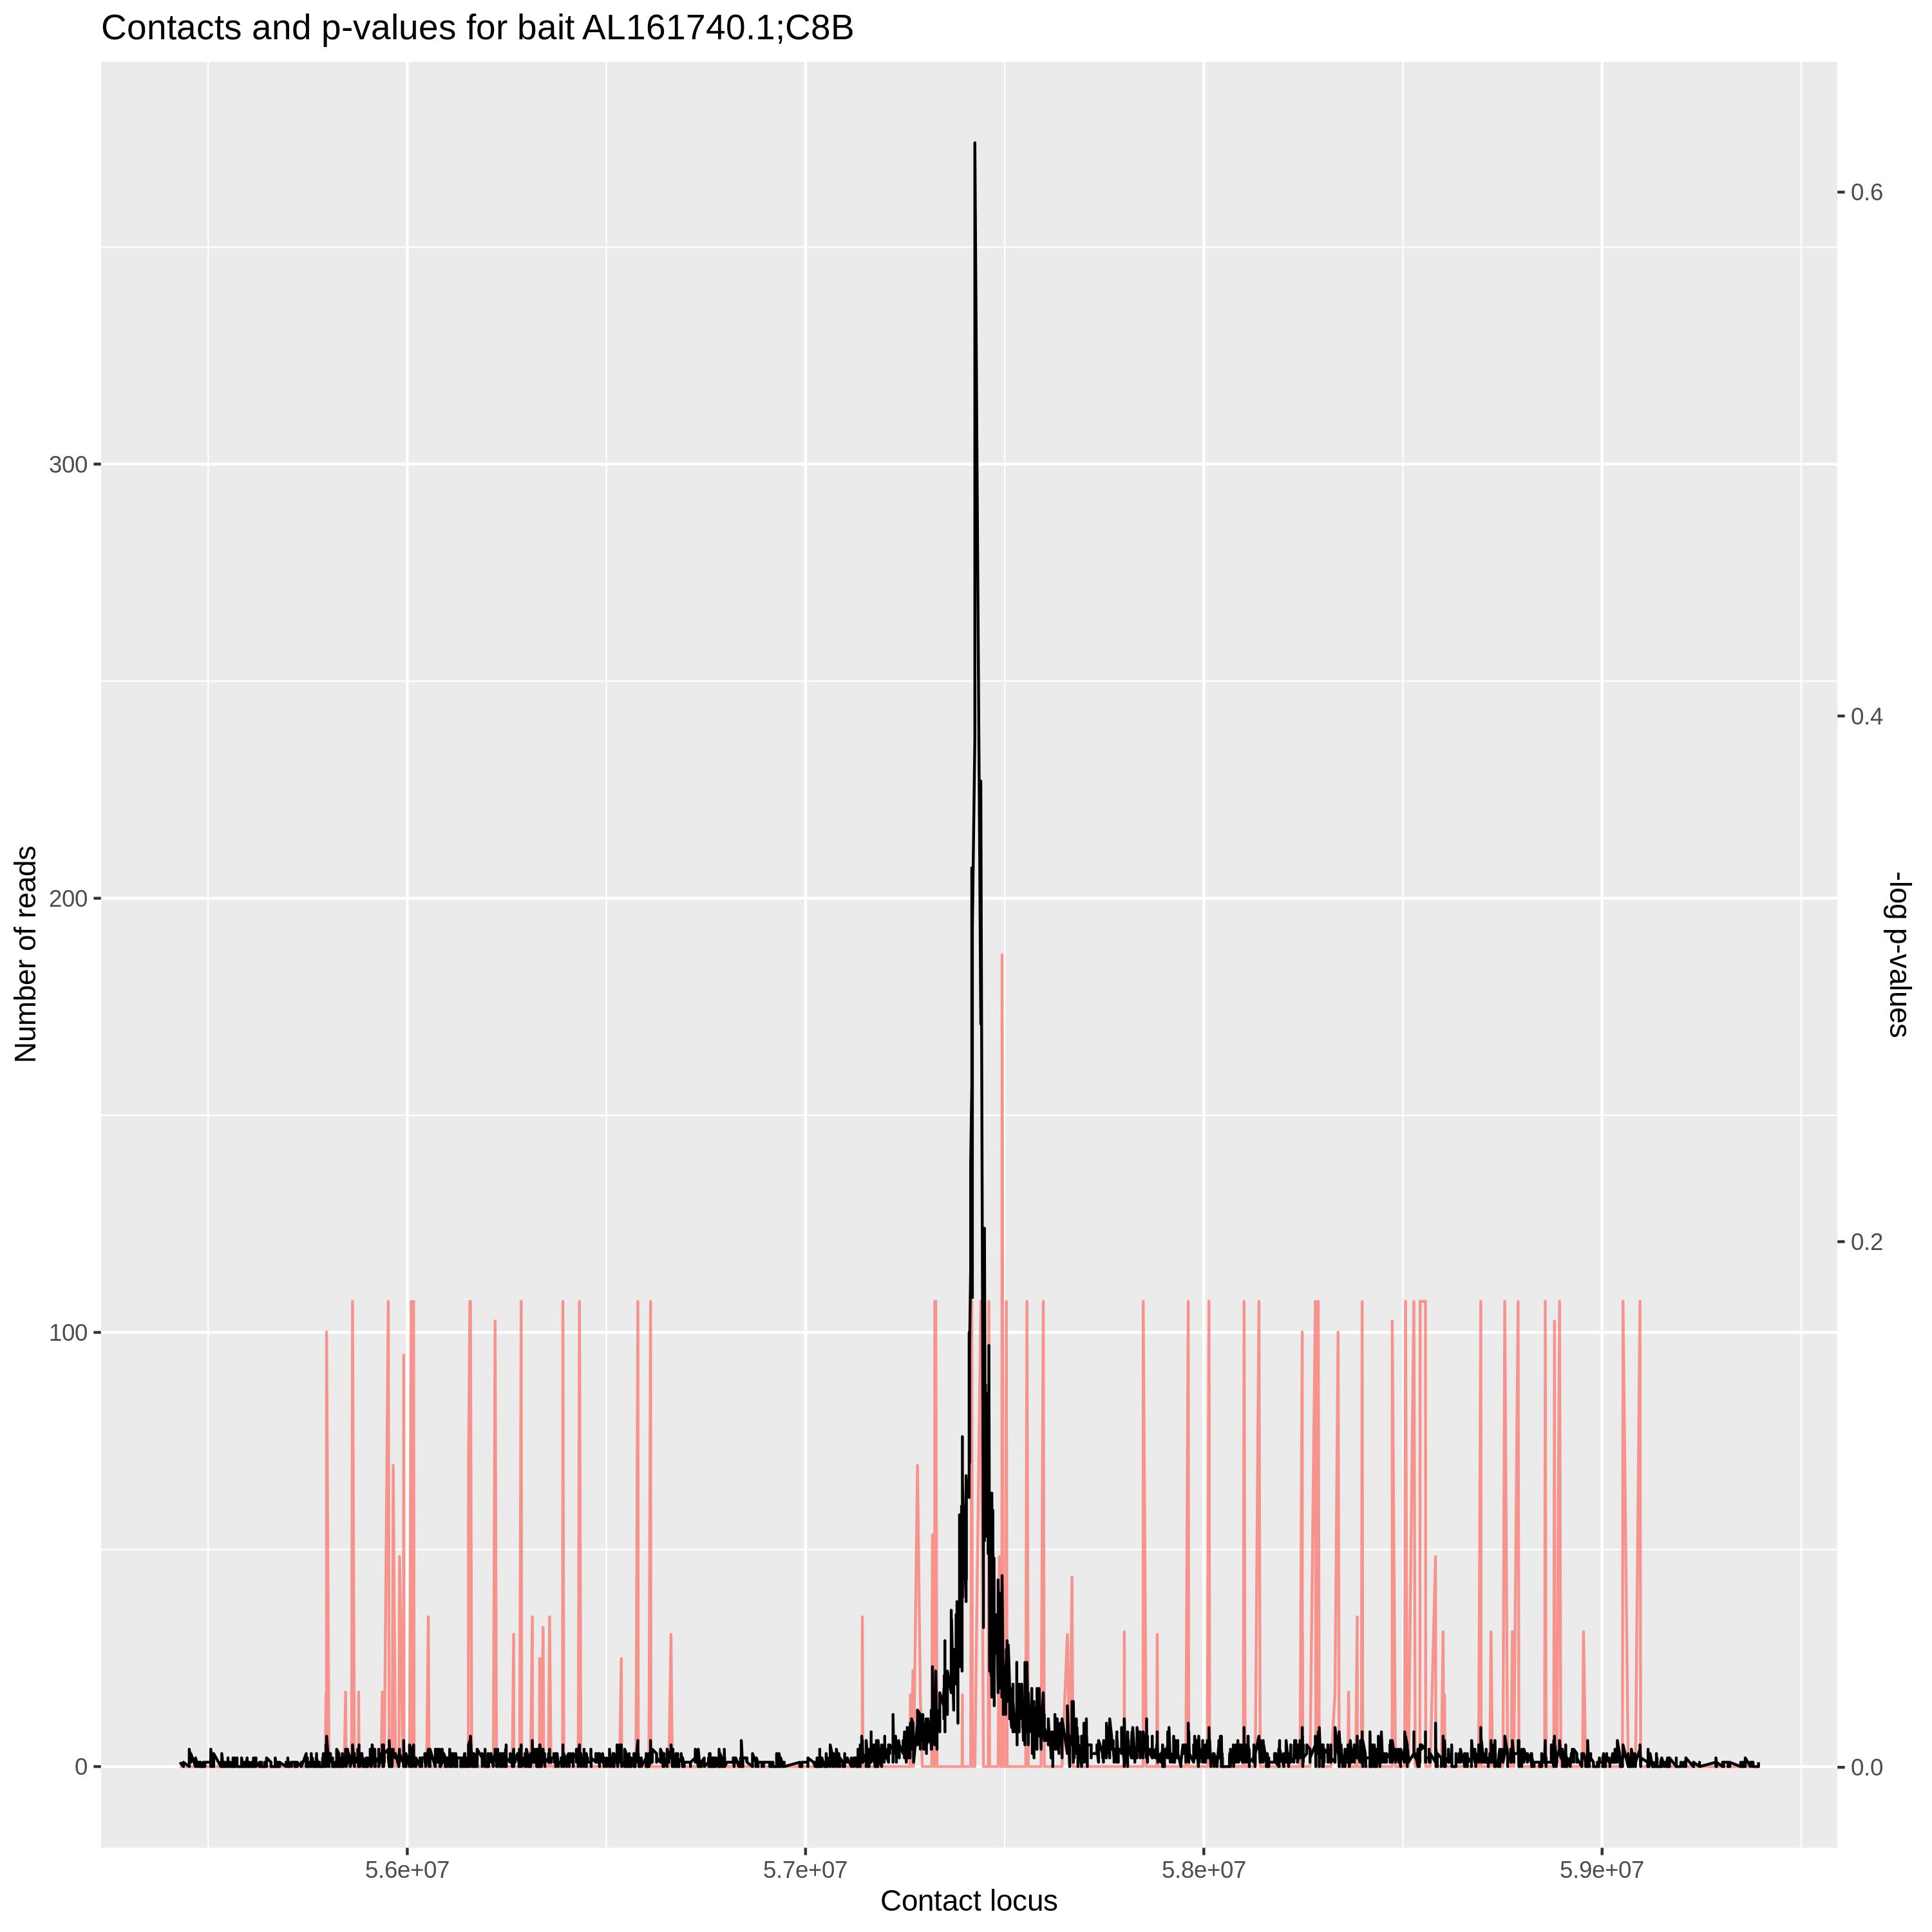 Contacts and p-values for bait AL161740.1;C8B
Number of reads
300
200
100
0
0.6
0.4
0.2
0.0
-log p-values
5.6e+07
5.7e+07
5.8e+07
5.9e+07
Contact locus